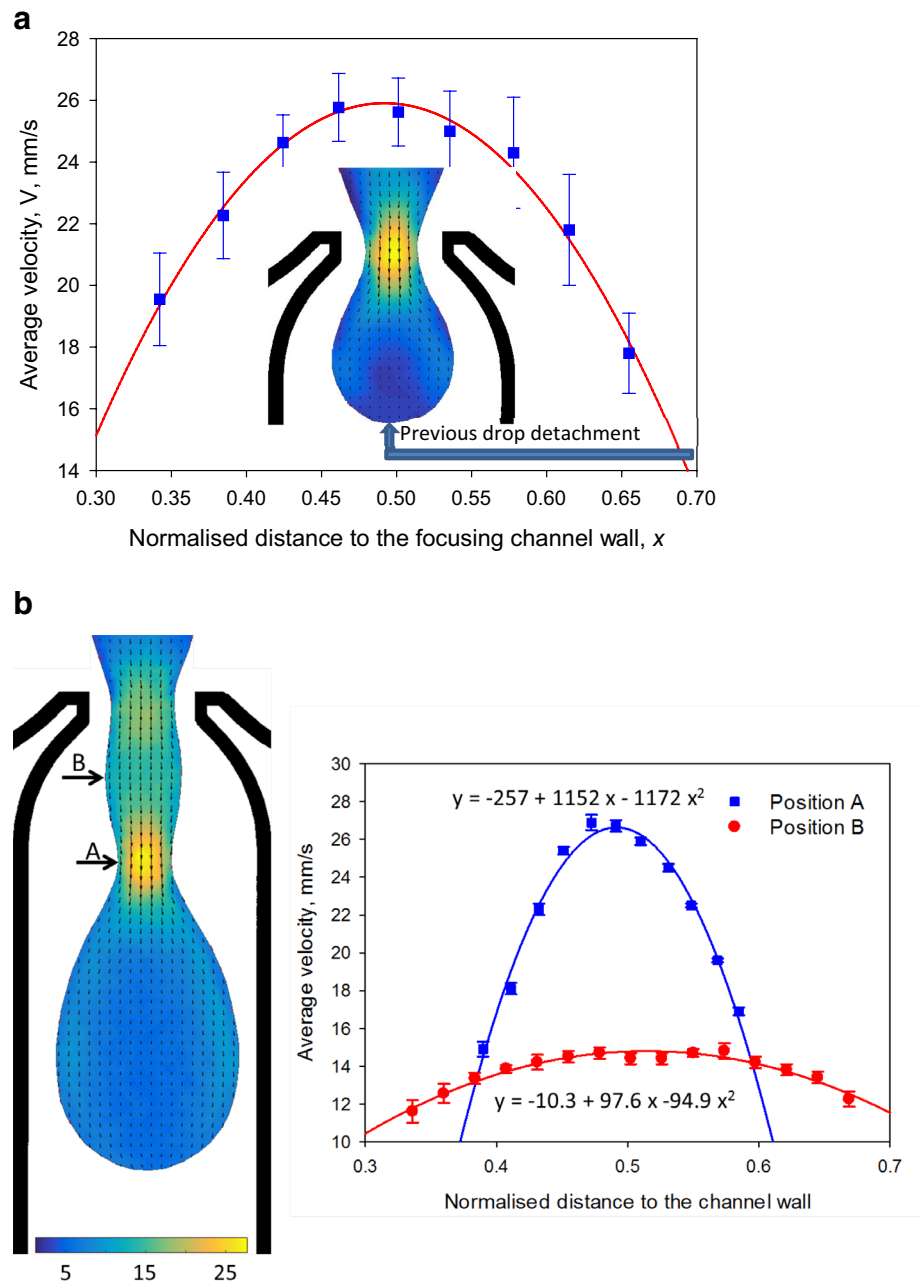 a
28
26
24
22
20
18
16
14
Average velocity, V, mm/s
Previous drop detachment
0.30 0.35 0.40 0.45 0.50 0.55 0.60 0.65 0.70
Normalised distance to the focusing channel wall, x
b
B
A
5 15 25
30
28
26
24
22
20
18
16
14
12
10
Average velocity, mm/s
y = -257 + 1152 x - 1172 x²
Position A
Position B
y = -10.3 + 97.6 x -94.9 x²
0.3 0.4 0.5 0.6 0.7
Normalised distance to the channel wall